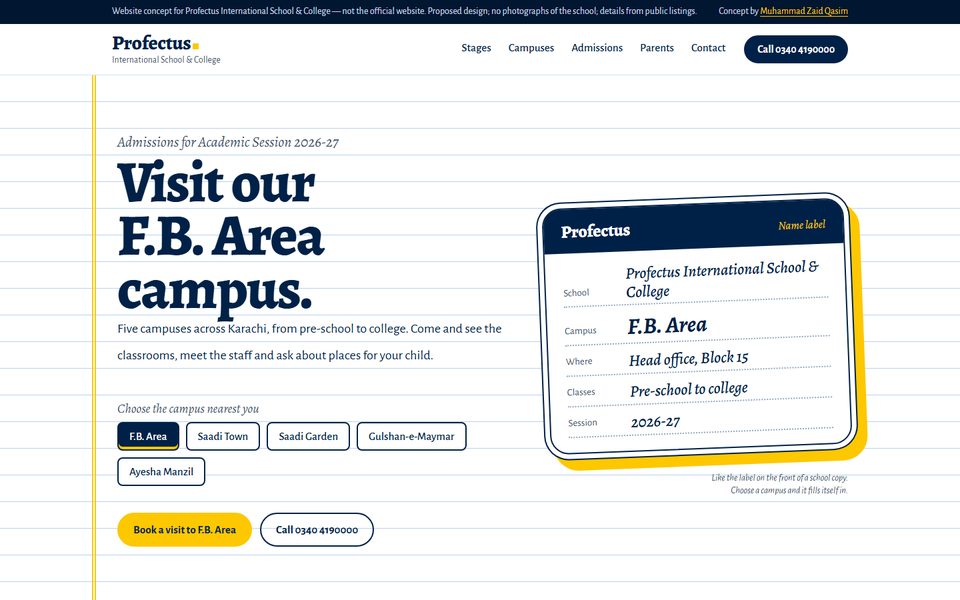 Website concept for Profectus International School & College — not the official website. Proposed design; no photographs of the school; details from public listings.
Concept by Muhammad Zaid Qasim
Profectus
International School & College
Stages
Campuses
Admissions
Parents
Contact
Call 0340 4190000
Admissions for Academic Session 2026-27
Visit our
F.B. Area
campus.
Five campuses across Karachi, from pre-school to college. Come and see the
classrooms, meet the staff and ask about places for your child.
Choose the campus nearest you
F.B. Area
Saadi Town
Saadi Garden
Gulshan-e-Maymar
Ayesha Manzil
Book a visit to F.B. Area
Call 0340 4190000
Profectus
Name label
School
Profectus International School &
College
Campus
F.B. Area
Where
Head office, Block 15
Classes
Pre-school to college
Session
2026-27
Like the label on the front of a school copy.
Choose a campus and it fills itself in.